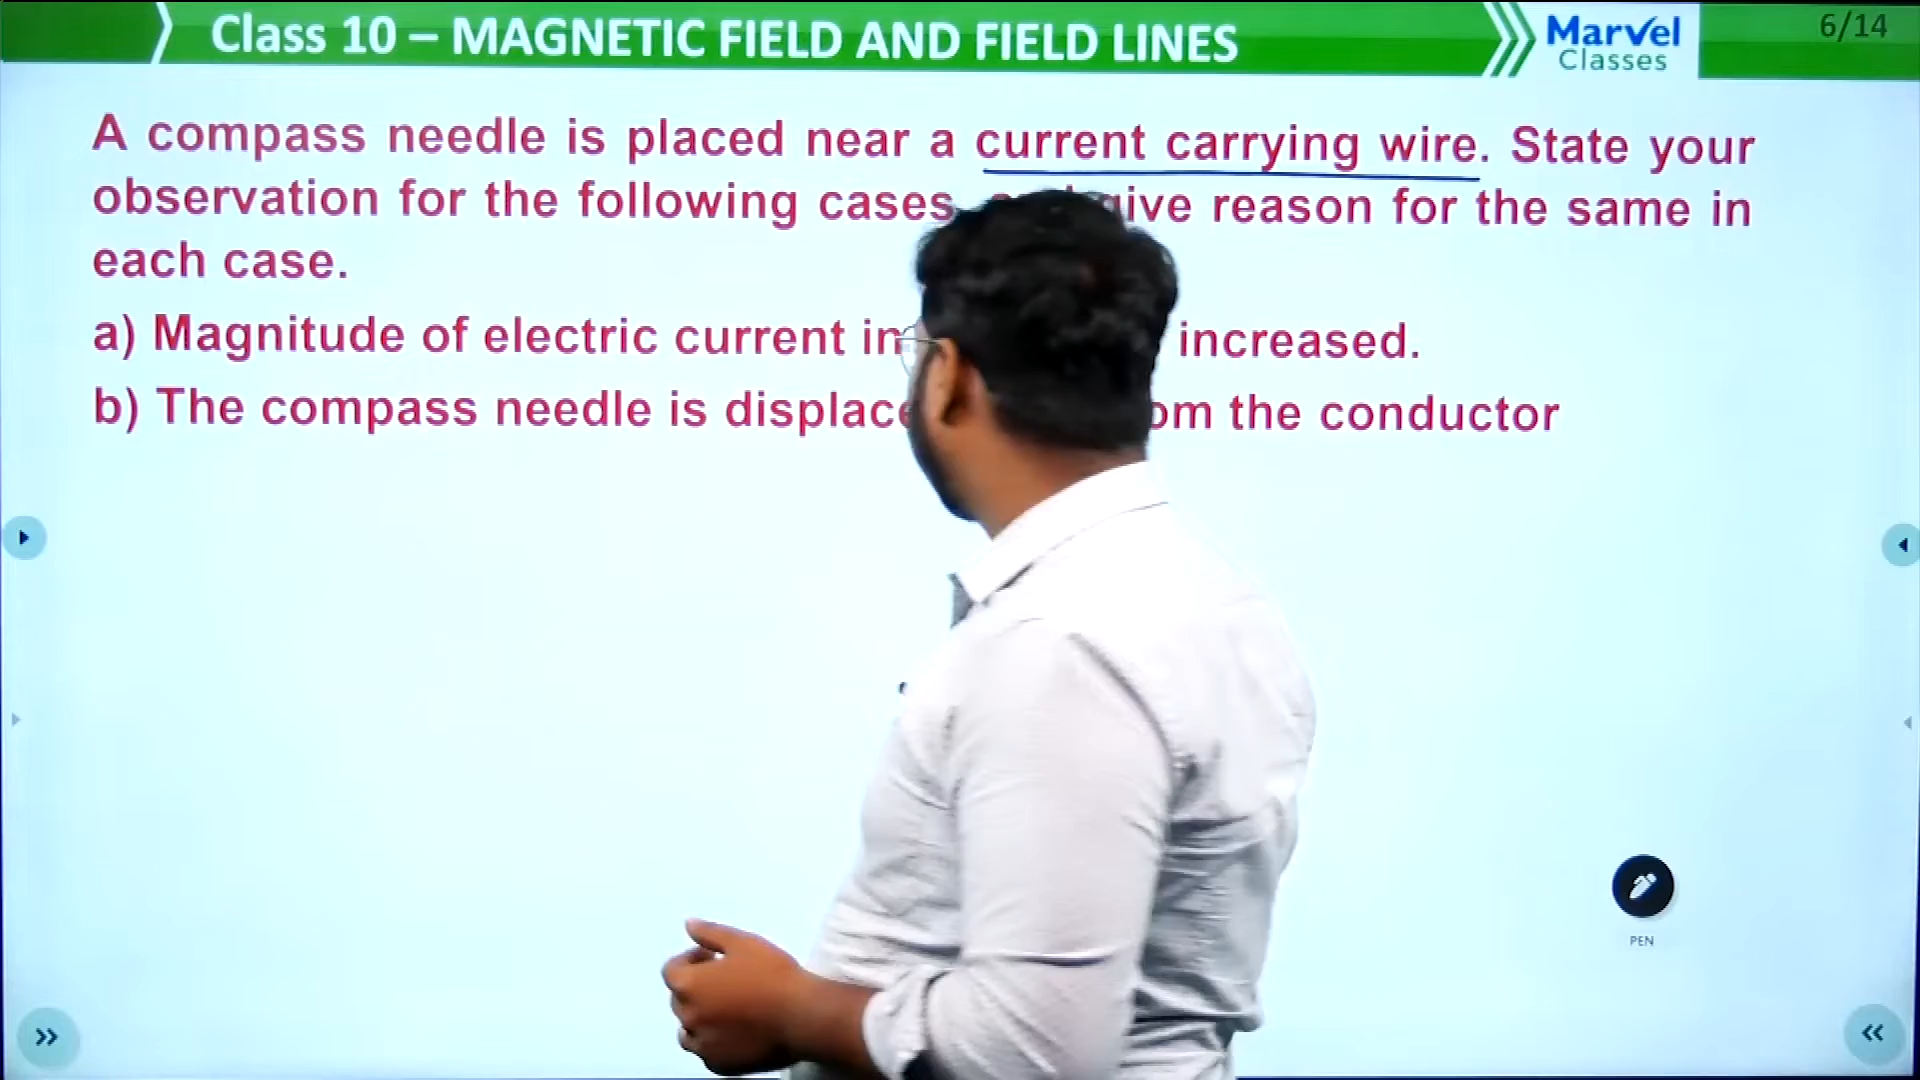 Class 10 – MAGNETIC FIELD AND FIELD LINES
Marvel
Classes
6/14
A compass needle is placed near a current carrying wire. State your
observation for the following cases give reason for the same in
each case.
a) Magnitude of electric current in increased.
b) The compass needle is the conductor
PEN